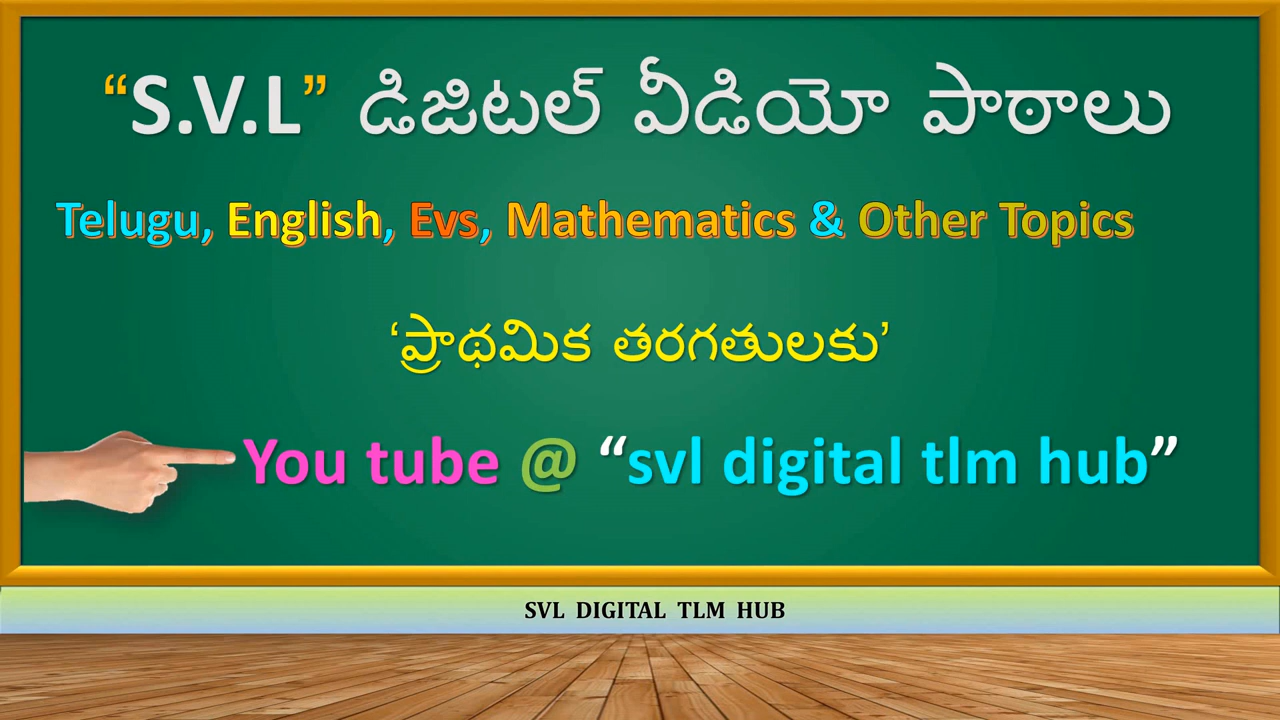 “S.V.L” డిజిటల్ వీడియో పాఠాలు
Telugu, English, Evs, Mathematics & Other Topics
‘ప్రాథమిక తరగతులకు’
You tube @ “svl digital tlm hub”
SVL DIGITAL TLM HUB